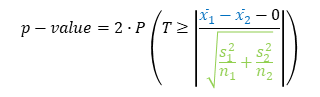 p − value = 2 · P ( T ≥ | (x̄₁ − x̄₂ − 0) / √(s₁²/n₁ + s₂²/n₂) | )